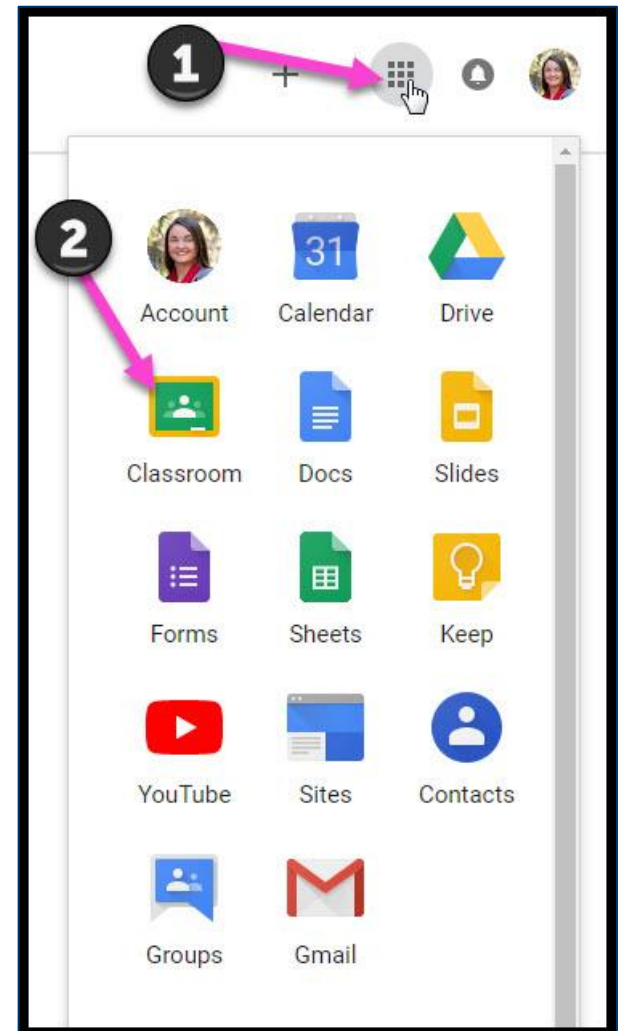 1
2
31
Account Calendar Drive
Classroom Docs Slides
Forms Sheets Keep
YouTube Sites Contacts
Groups Gmail